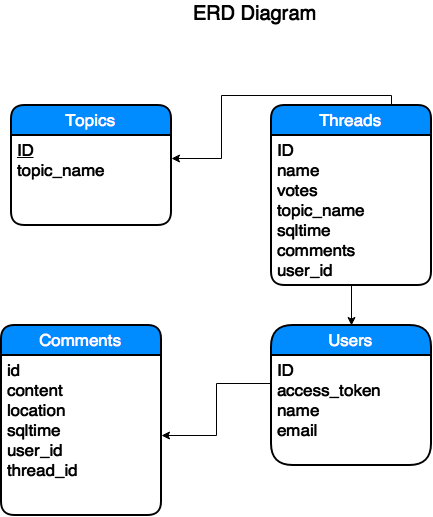 ERD Diagram
Topics
ID
topic_name
Threads
ID
name
votes
topic_name
sqltime
comments
user_id
Comments
id
content
location
sqltime
user_id
thread_id
Users
ID
access_token
name
email